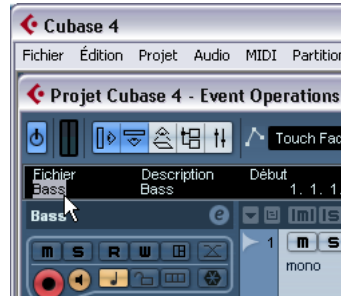 Cubase 4
Fichier Édition Projet Audio MIDI Partition
Projet Cubase 4 - Event Operations
Touch Fad
Fichier Description Début
Bass Bass 1. 1. 1.
Bass e
M S R W
1 M S
mono